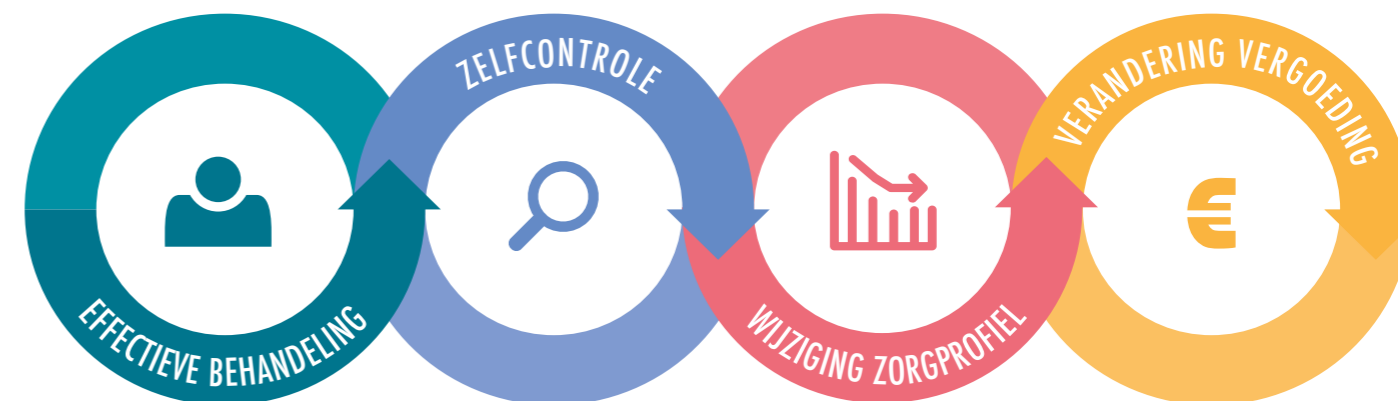 EFFECTIEVE BEHANDELING
ZELFCONTROLE
WIJZIGING ZORGPROFIEL
VERANDERING VERGOEDING
€